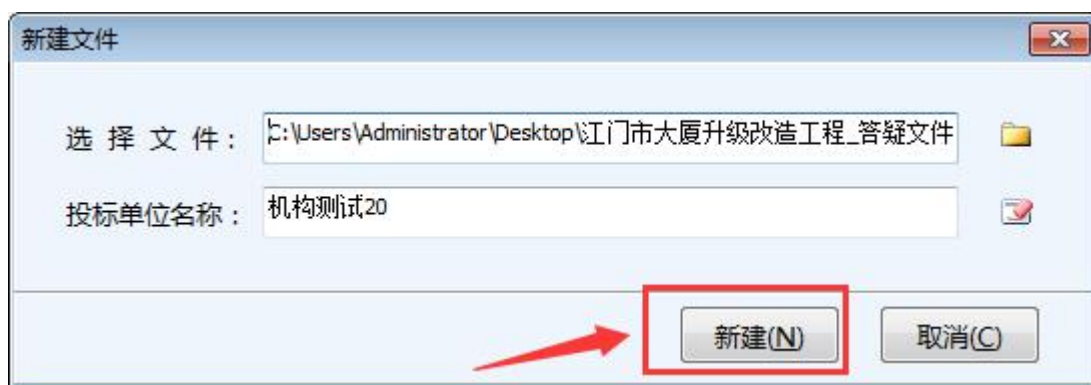 新建文件
选 择 文 件： C:\Users\Administrator\Desktop\江门市大厦升级改造工程_答疑文件
投标单位名称： 机构测试20
新建(N) 取消(C)